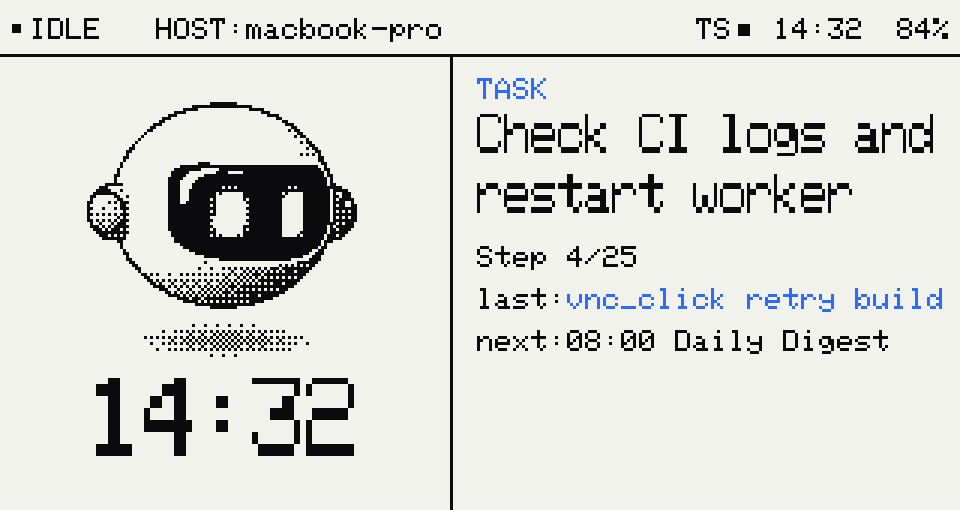 IDLE HOST:macbook-pro TS 14:32 84%
TASK
Check CI logs and
restart worker
Step 4/25
last:vnc_click retry build
next:08:00 Daily Digest
14:32